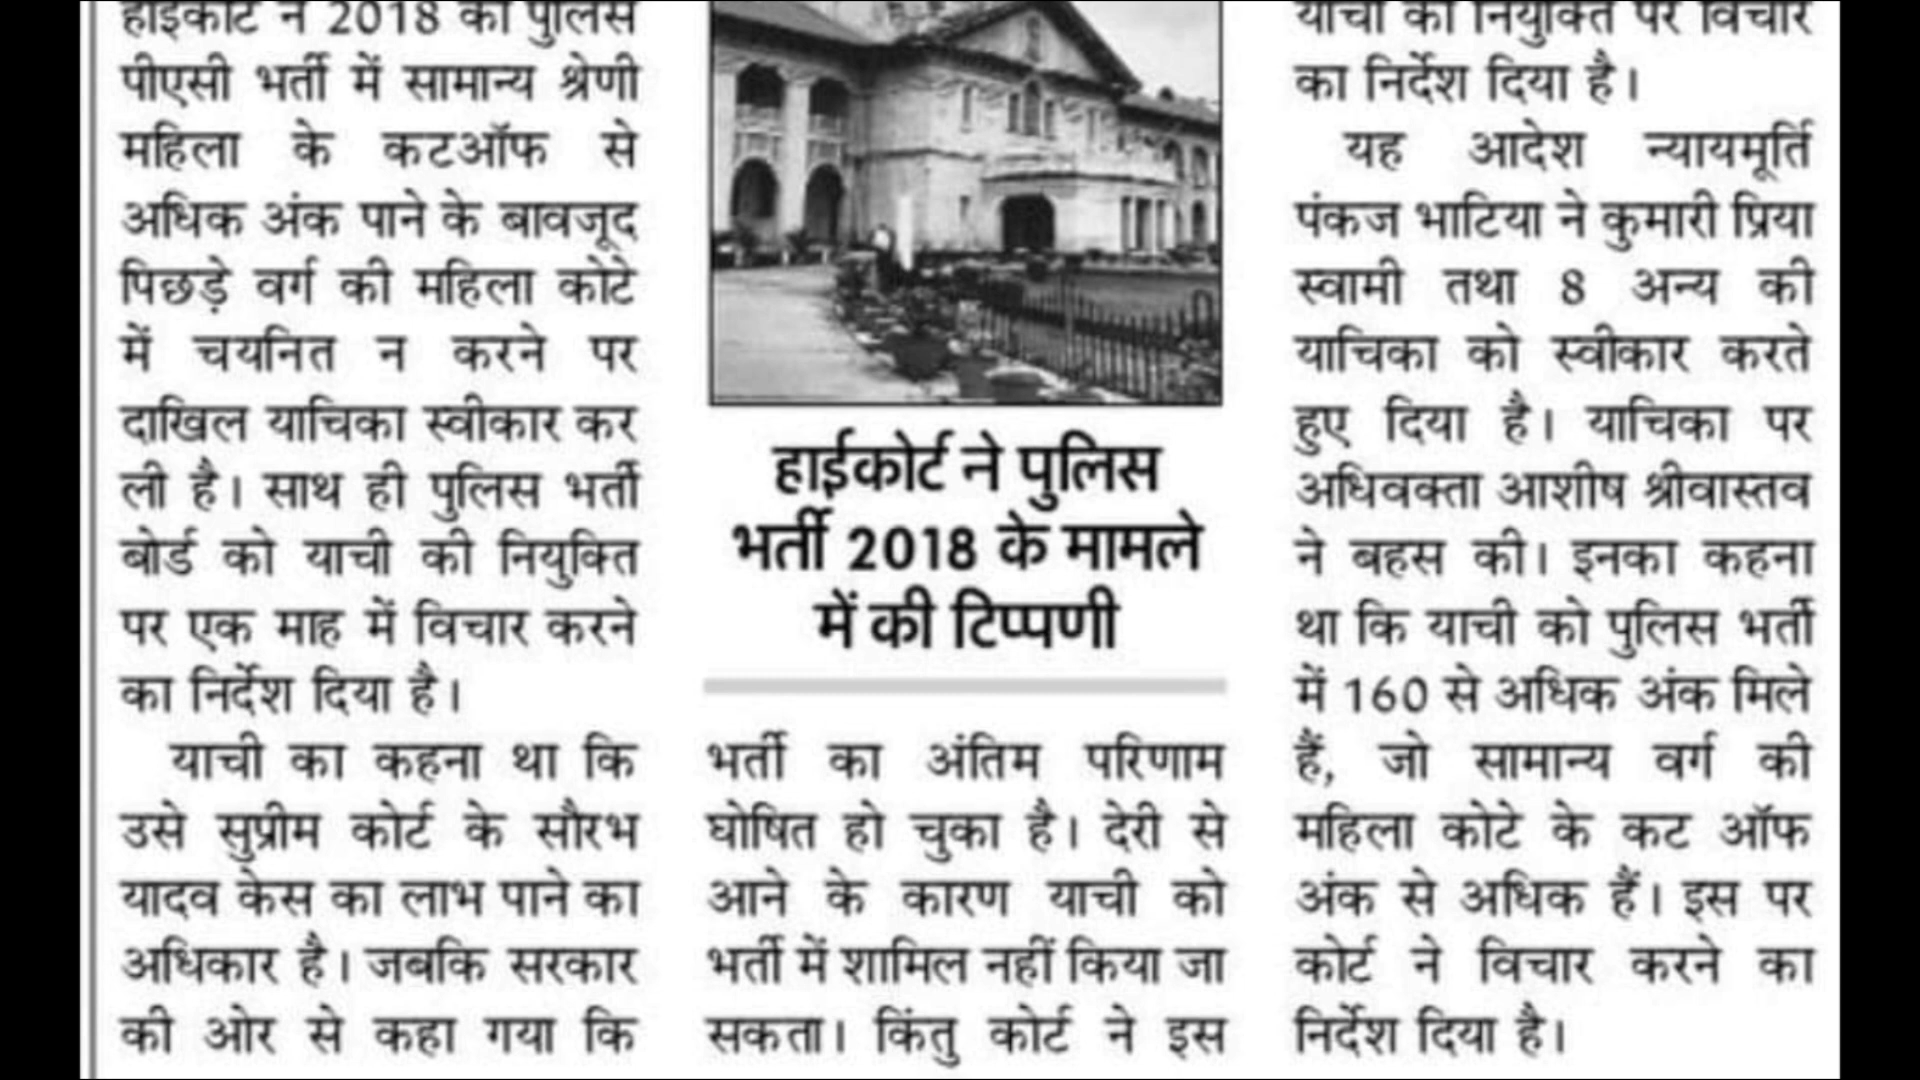 हाईकोर्ट ने 2018 की पुलिस
पीएसी भर्ती में सामान्य श्रेणी
महिला के कटऑफ से
अधिक अंक पाने के बावजूद
पिछड़े वर्ग की महिला कोटे
में चयनित न करने पर
दाखिल याचिका स्वीकार कर
ली है। साथ ही पुलिस भर्ती
बोर्ड को याची की नियुक्ति
पर एक माह में विचार करने
का निर्देश दिया है।
याची का कहना था कि
उसे सुप्रीम कोर्ट के सौरभ
यादव केस का लाभ पाने का
अधिकार है। जबकि सरकार
की ओर से कहा गया कि
हाईकोर्ट ने पुलिस
भर्ती 2018 के मामले
में की टिप्पणी
भर्ती का अंतिम परिणाम
घोषित हो चुका है। देरी से
आने के कारण याची को
भर्ती में शामिल नहीं किया जा
सकता। किंतु कोर्ट ने इस
याची की नियुक्ति पर विचार
का निर्देश दिया है।
यह आदेश न्यायमूर्ति
पंकज भाटिया ने कुमारी प्रिया
स्वामी तथा 8 अन्य की
याचिका को स्वीकार करते
हुए दिया है। याचिका पर
अधिवक्ता आशीष श्रीवास्तव
ने बहस की। इनका कहना
था कि याची को पुलिस भर्ती
में 160 से अधिक अंक मिले
हैं, जो सामान्य वर्ग की
महिला कोटे के कट ऑफ
अंक से अधिक हैं। इस पर
कोर्ट ने विचार करने का
निर्देश दिया है।